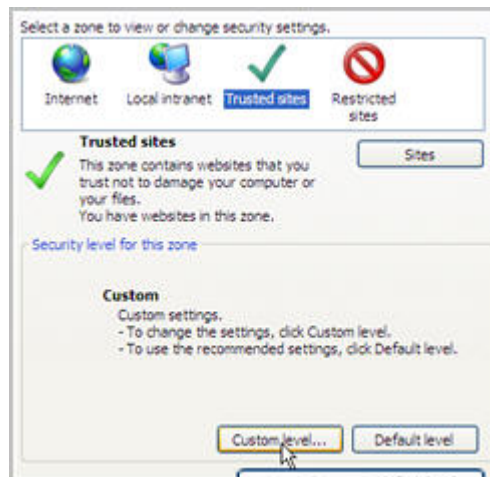 Select a zone to view or change security settings.
Internet
Local intranet
Trusted sites
Restricted
sites
Trusted sites
Sites
This zone contains websites that you
trust not to damage your computer or
your files.
You have websites in this zone.
Security level for this zone
Custom
Custom settings.
- To change the settings, click Custom level.
- To use the recommended settings, click Default level.
Custom level...
Default level